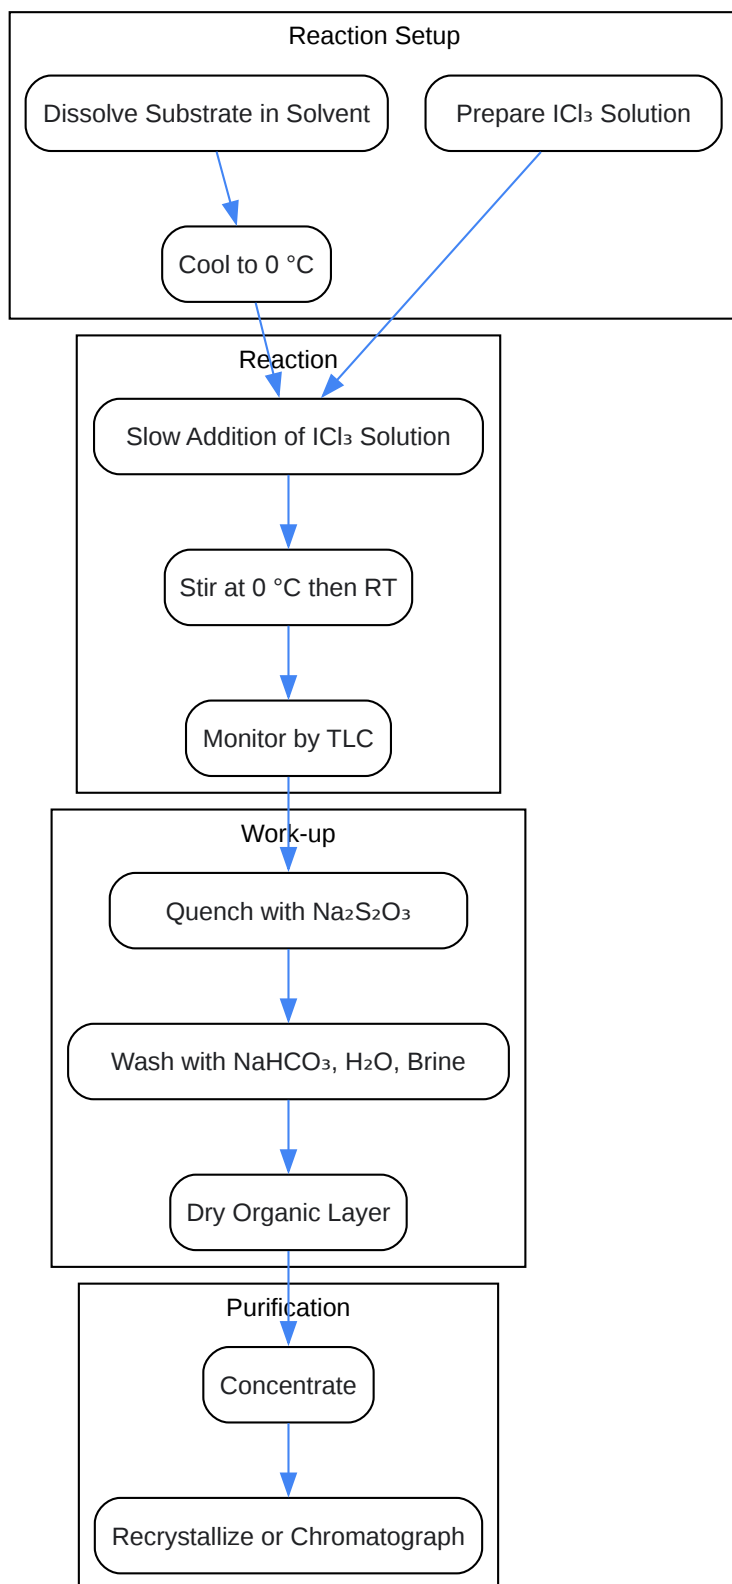 Reaction Setup
Dissolve Substrate in Solvent
Prepare ICl₃ Solution
Cool to 0 °C
Reaction
Slow Addition of ICl₃ Solution
Stir at 0 °C then RT
Monitor by TLC
Work-up
Quench with Na₂S₂O₃
Wash with NaHCO₃, H₂O, Brine
Dry Organic Layer
Purification
Concentrate
Recrystallize or Chromatograph